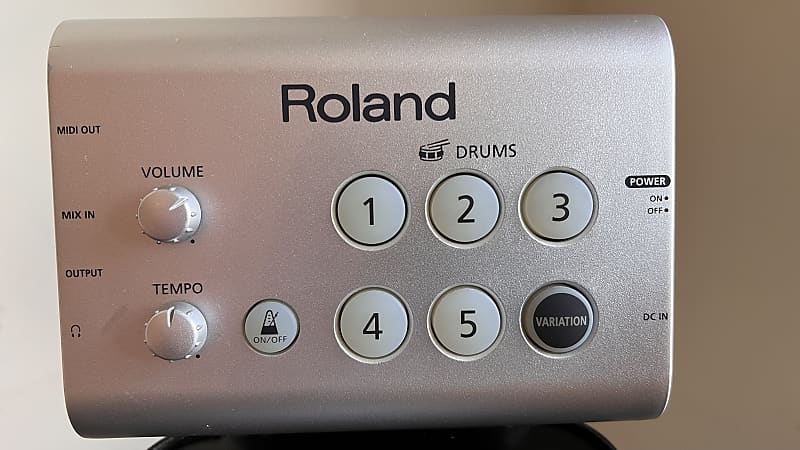 Roland
MIDI OUT
DRUMS
VOLUME
POWER
1
2
3
ON
OFF
MIX IN
OUTPUT
TEMPO
4
5
VARIATION
DC IN
ON/OFF